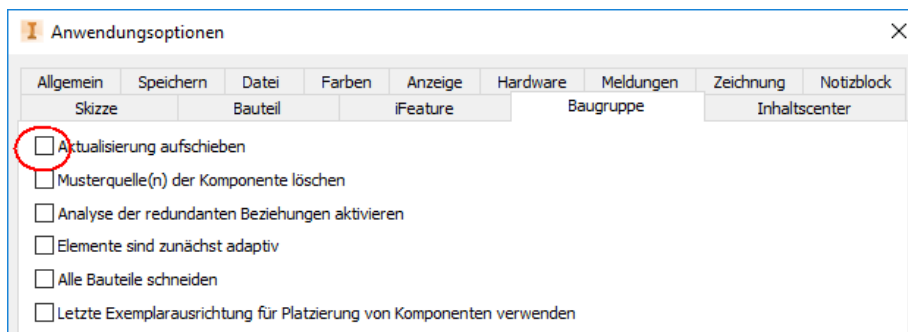 I Anwendungsoptionen
Allgemein Speichern Datei Farben Anzeige Hardware Meldungen Zeichnung Notizblock
Skizze Bauteil iFeature Baugruppe Inhaltscenter
Aktualisierung aufschieben
Musterquelle(n) der Komponente löschen
Analyse der redundanten Beziehungen aktivieren
Elemente sind zunächst adaptiv
Alle Bauteile schneiden
Letzte Exemplarausrichtung für Platzierung von Komponenten verwenden